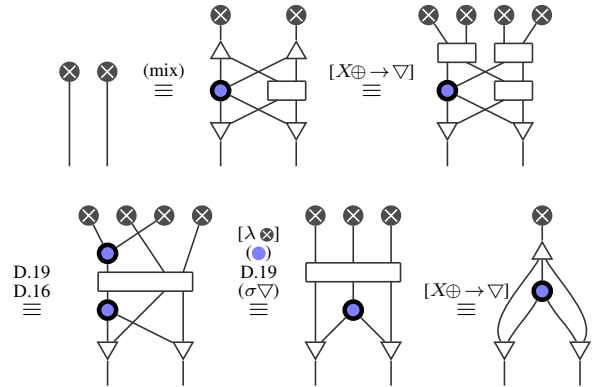 (mix)
≡
[X⊕→▽]
≡
D.19
D.16
≡
[λ⊗]
(●)
D.19
(σ▽)
≡
[X⊕→▽]
≡